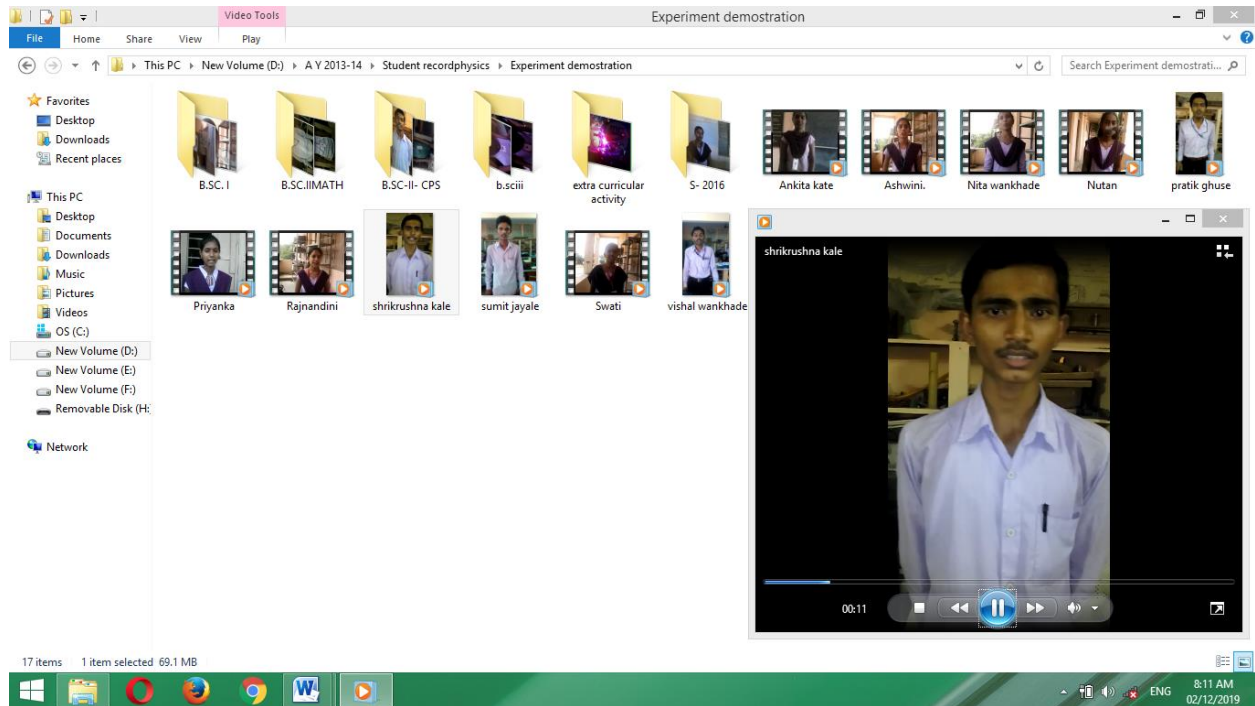 Video Tools
Experiment demostration
File Home Share View Play
This PC New Volume (D:) A Y 2013-14 Student recordphysics Experiment demostration
Search Experiment demostrati...
Favorites
Desktop
Downloads
Recent places
This PC
Desktop
Documents
Downloads
Music
Pictures
Videos
OS (C:)
New Volume (D:)
New Volume (E:)
New Volume (F:)
Removable Disk (H:
Network
B.SC. I B.SC.IIMATH B.SC-II- CPS b.sciii extra curricular activity S- 2016 Ankita kate Ashwini. Nita wankhade Nutan pratik ghuse
Priyanka Rajnandini shrikrushna kale sumit jayale Swati vishal wankhade
shrikrushna kale
00:11
17 items 1 item selected 69.1 MB
ENG
8:11 AM
02/12/2019